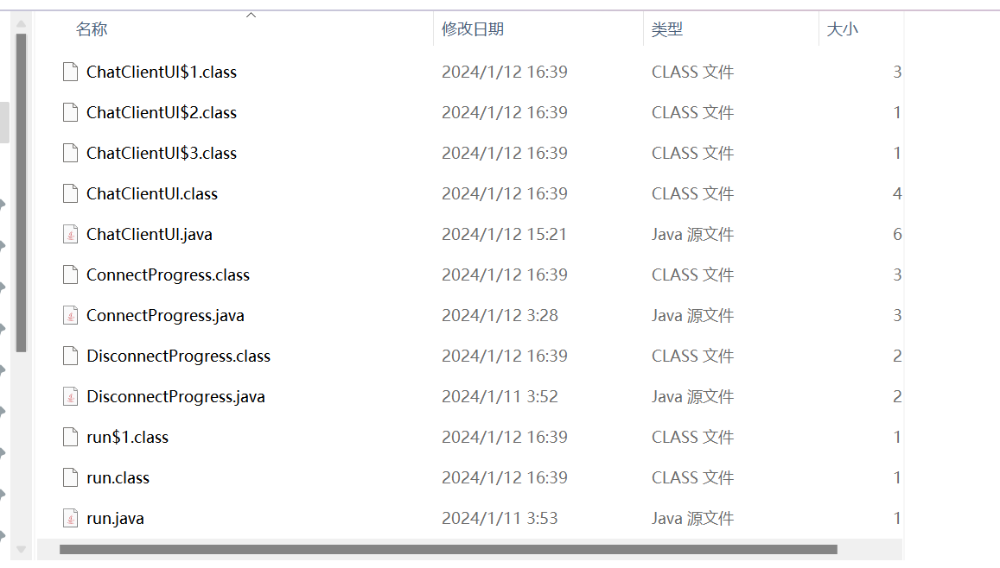 名称 修改日期 类型 大小
ChatClientUI$1.class 2024/1/12 16:39 CLASS 文件 3
ChatClientUI$2.class 2024/1/12 16:39 CLASS 文件 1
ChatClientUI$3.class 2024/1/12 16:39 CLASS 文件 1
ChatClientUI.class 2024/1/12 16:39 CLASS 文件 4
ChatClientUI.java 2024/1/12 15:21 Java 源文件 6
ConnectProgress.class 2024/1/12 16:39 CLASS 文件 3
ConnectProgress.java 2024/1/12 3:28 Java 源文件 3
DisconnectProgress.class 2024/1/12 16:39 CLASS 文件 2
DisconnectProgress.java 2024/1/11 3:52 Java 源文件 2
run$1.class 2024/1/12 16:39 CLASS 文件 1
run.class 2024/1/12 16:39 CLASS 文件 1
run.java 2024/1/11 3:53 Java 源文件 1